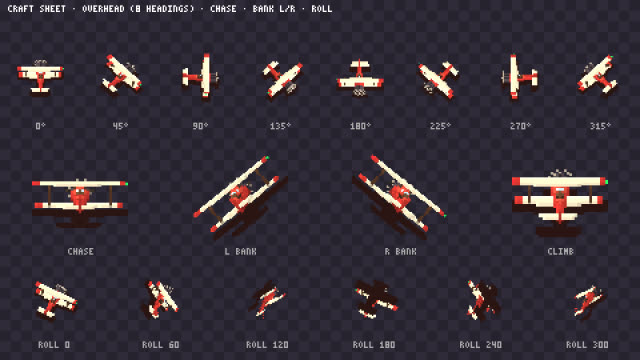 CRAFT SHEET · OVERHEAD (8 HEADINGS) · CHASE · BANK L/R · ROLL
0° 45° 90° 135° 180° 225° 270° 315°
CHASE L BANK R BANK CLIMB
ROLL 0 ROLL 60 ROLL 120 ROLL 180 ROLL 240 ROLL 300